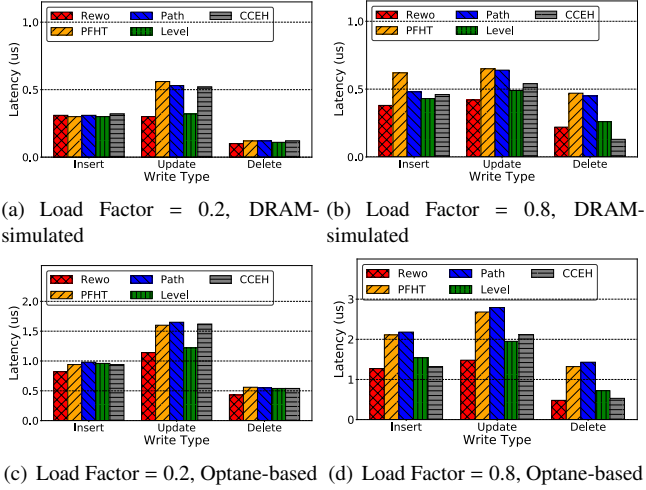 Rewo Path CCEH
PFHT Level
1.0
0.5
0.0
Latency (us)
Insert Update Delete
Write Type
Rewo Path CCEH
PFHT Level
1.0
0.5
0.0
Latency (us)
Insert Update Delete
Write Type
(a) Load Factor = 0.2, DRAM-
simulated
(b) Load Factor = 0.8, DRAM-
simulated
Rewo Path CCEH
PFHT Level
2.0
1.5
1.0
0.5
0.0
Latency (us)
Insert Update Delete
Write Type
Rewo Path CCEH
PFHT Level
3
2
1
0
Latency (us)
Insert Update Delete
Write Type
(c) Load Factor = 0.2, Optane-based
(d) Load Factor = 0.8, Optane-based